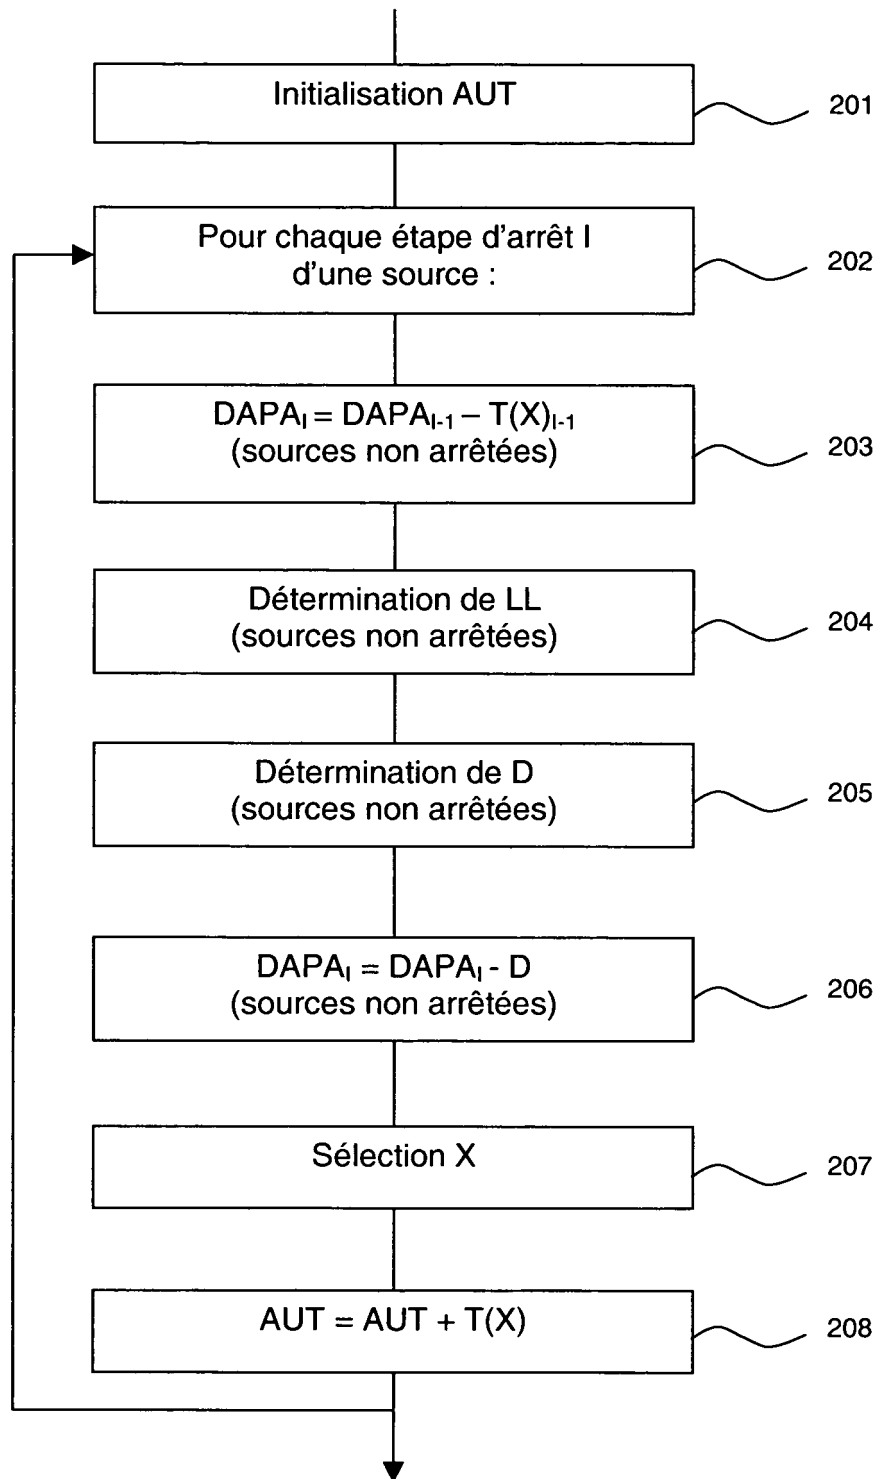 Initialisation AUT
201
Pour chaque étape d'arrêt I
d'une source :
202
DAPA_I = DAPA_I-1 – T(X)_I-1
(sources non arrêtées)
203
Détermination de LL
(sources non arrêtées)
204
Détermination de D
(sources non arrêtées)
205
DAPA_I = DAPA_I - D
(sources non arrêtées)
206
Sélection X
207
AUT = AUT + T(X)
208